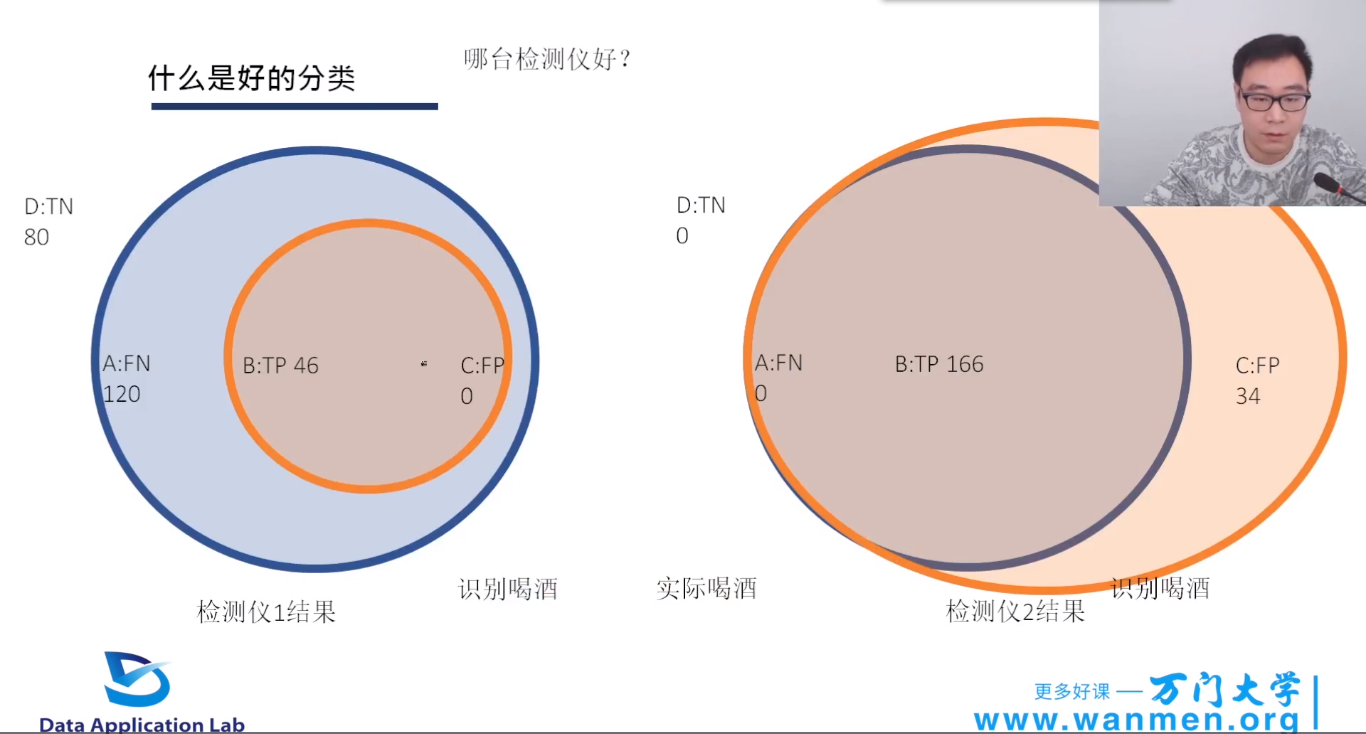 哪台检测仪好？
什么是好的分类
D:TN
80
A:FN
120
B:TP 46
C:FP
0
识别喝酒
检测仪1结果
D:TN
0
A:FN
0
B:TP 166
C:FP
34
实际喝酒
识别喝酒
检测仪2结果
Data Application Lab
更多好课 — 万门大学
www.wanmen.org